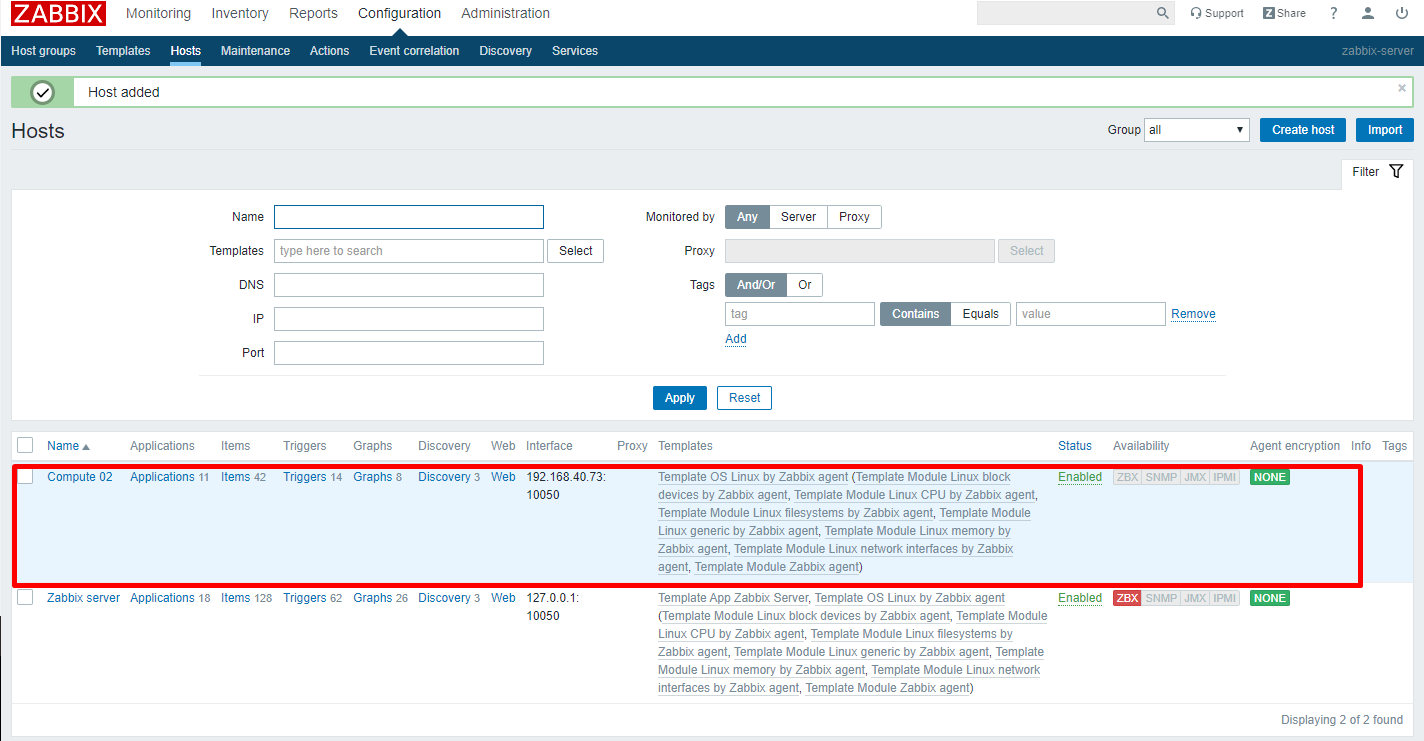 ZABBIX Monitoring Inventory Reports Configuration Administration Support Z Share ?
Host groups Templates Hosts Maintenance Actions Event correlation Discovery Services zabbix-server
Host added ×
Hosts Group all Create host Import
Filter
Name Monitored by Any Server Proxy
Templates type here to search Select Proxy Select
DNS Tags And/Or Or
IP tag Contains Equals value Remove
Add
Port
Apply Reset
Name Applications Items Triggers Graphs Discovery Web Interface Proxy Templates Status Availability Agent encryption Info Tags
Compute 02 Applications 11 Items 42 Triggers 14 Graphs 8 Discovery 3 Web 192.168.40.73: Template OS Linux by Zabbix agent (Template Module Linux block Enabled ZBX SNMP JMX IPMI NONE
10050 devices by Zabbix agent, Template Module Linux CPU by Zabbix agent,
Template Module Linux filesystems by Zabbix agent, Template Module
Linux generic by Zabbix agent, Template Module Linux memory by
Zabbix agent, Template Module Linux network interfaces by Zabbix
agent, Template Module Zabbix agent)
Zabbix server Applications 18 Items 128 Triggers 62 Graphs 26 Discovery 3 Web 127.0.0.1: Template App Zabbix Server, Template OS Linux by Zabbix agent Enabled ZBX SNMP JMX IPMI NONE
10050 (Template Module Linux block devices by Zabbix agent, Template Module
Linux CPU by Zabbix agent, Template Module Linux filesystems by
Zabbix agent, Template Module Linux generic by Zabbix agent, Template
Module Linux memory by Zabbix agent, Template Module Linux network
interfaces by Zabbix agent, Template Module Zabbix agent)
Displaying 2 of 2 found